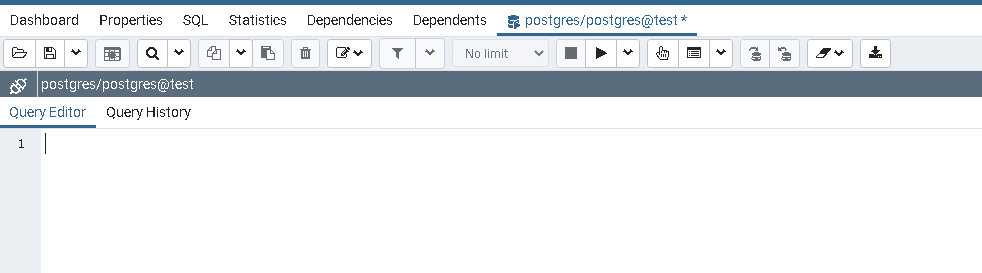 Dashboard Properties SQL Statistics Dependencies Dependents postgres/postgres@test *
No limit
postgres/postgres@test
Query Editor Query History
1